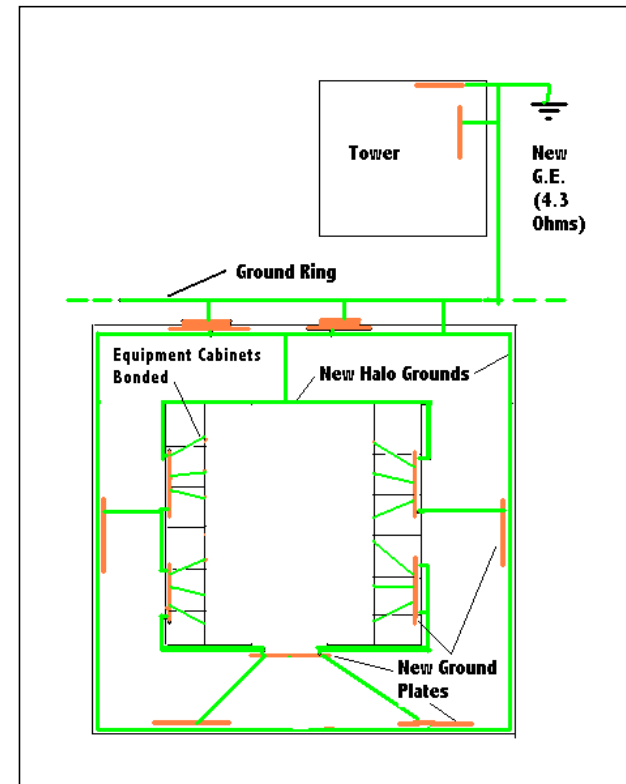 Tower
New
G.E.
(4.3
Ohms)
Ground Ring
Equipment Cabinets
Bonded
New Halo Grounds
New Ground
Plates